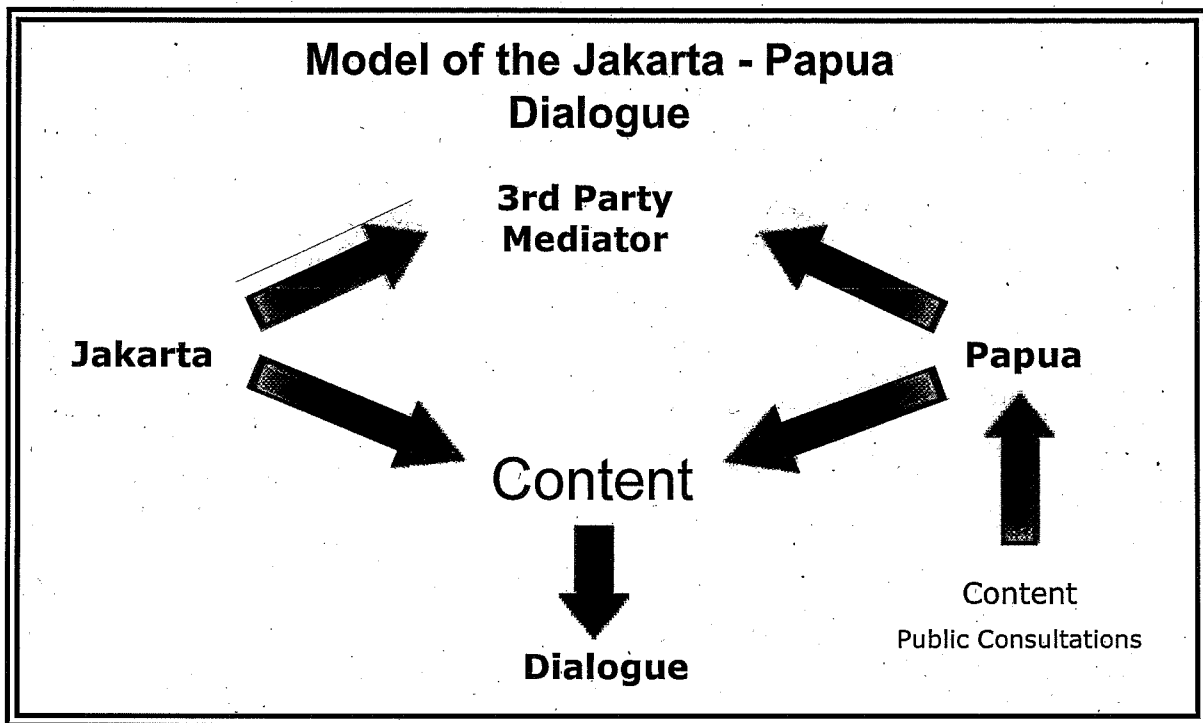 Model of the Jakarta - Papua
Dialogue
3rd Party
Mediator
Jakarta
Papua
Content
Content
Public Consultations
Dialogue